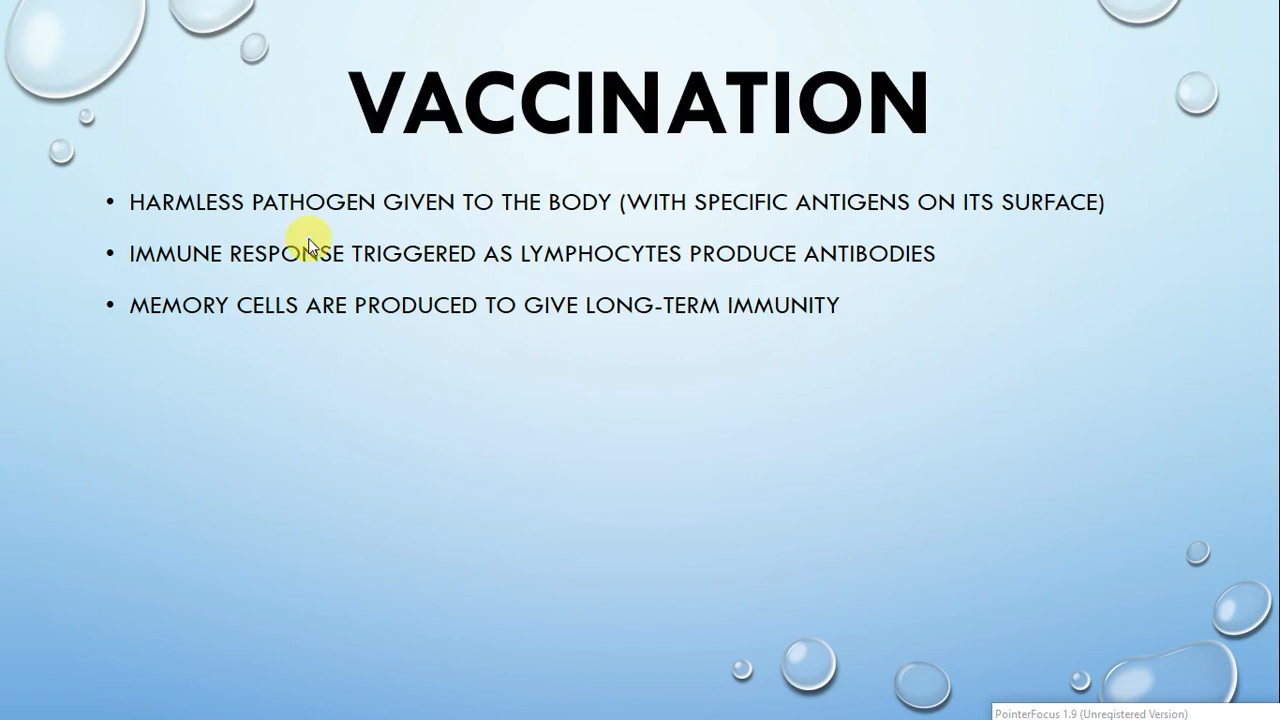 VACCINATION
• HARMLESS PATHOGEN GIVEN TO THE BODY (WITH SPECIFIC ANTIGENS ON ITS SURFACE)
• IMMUNE RESPONSE TRIGGERED AS LYMPHOCYTES PRODUCE ANTIBODIES
• MEMORY CELLS ARE PRODUCED TO GIVE LONG-TERM IMMUNITY
PointerFocus 1.9 (Unregistered Version)